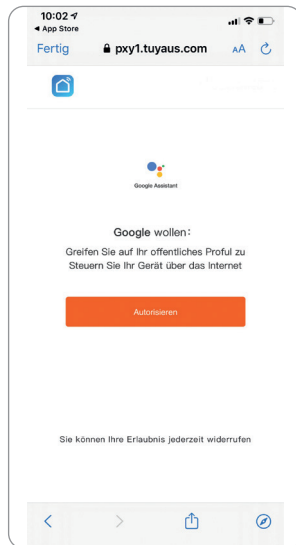 10:02
◀ App Store
Fertig pxy1.tuyaus.com AA
Google Assistant
Google wollen:
Greifen Sie auf Ihr offentliches Proful zu
Steuern Sie Ihr Gerät über das Internet
Autorisieren
Sie können Ihre Erlaubnis jederzeit widerrufen